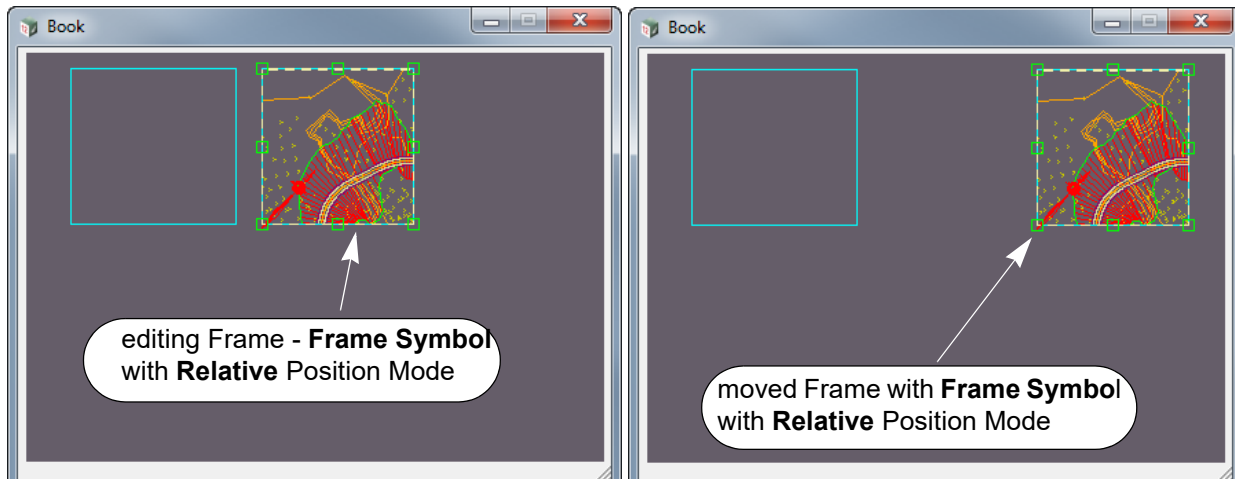 Book
editing Frame - Frame Symbol
with Relative Position Mode
Book
moved Frame with Frame Symbol
with Relative Position Mode